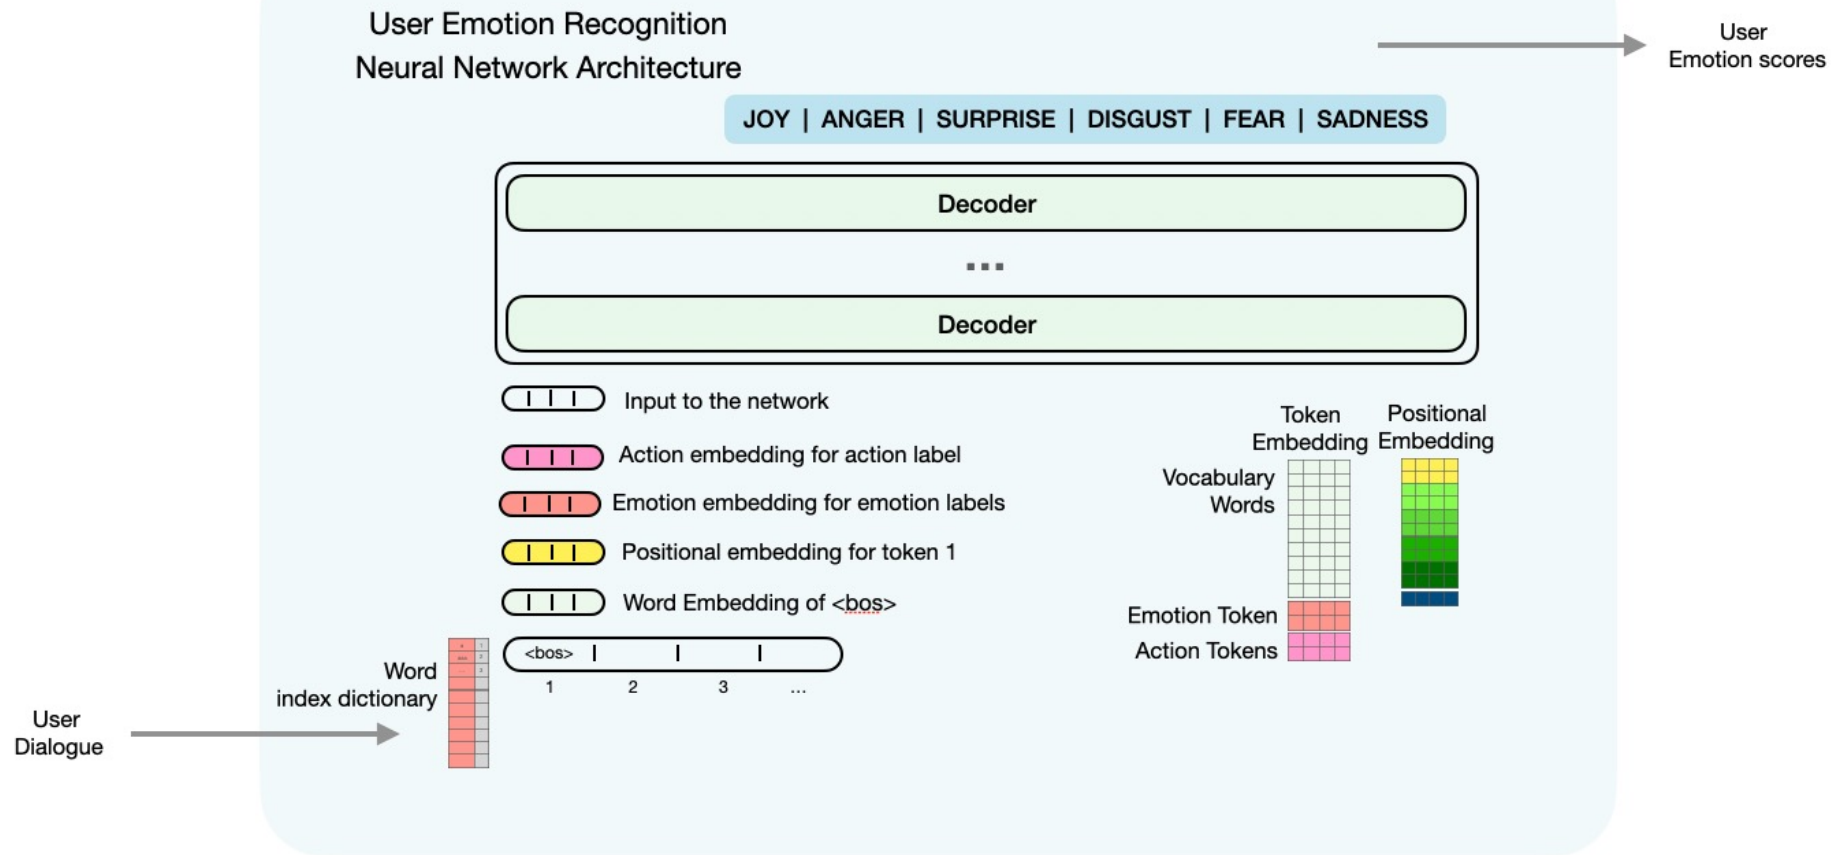 User Emotion Recognition
Neural Network Architecture
User
Emotion scores
JOY | ANGER | SURPRISE | DISGUST | FEAR | SADNESS
Decoder
...
Decoder
Input to the network
Action embedding for action label
Emotion embedding for emotion labels
Positional embedding for token 1
Word Embedding of <bos>
Token
Embedding
Positional
Embedding
Vocabulary
Words
Emotion Token
Action Tokens
Word
index dictionary
<bos>
1 2 3 ...
User
Dialogue